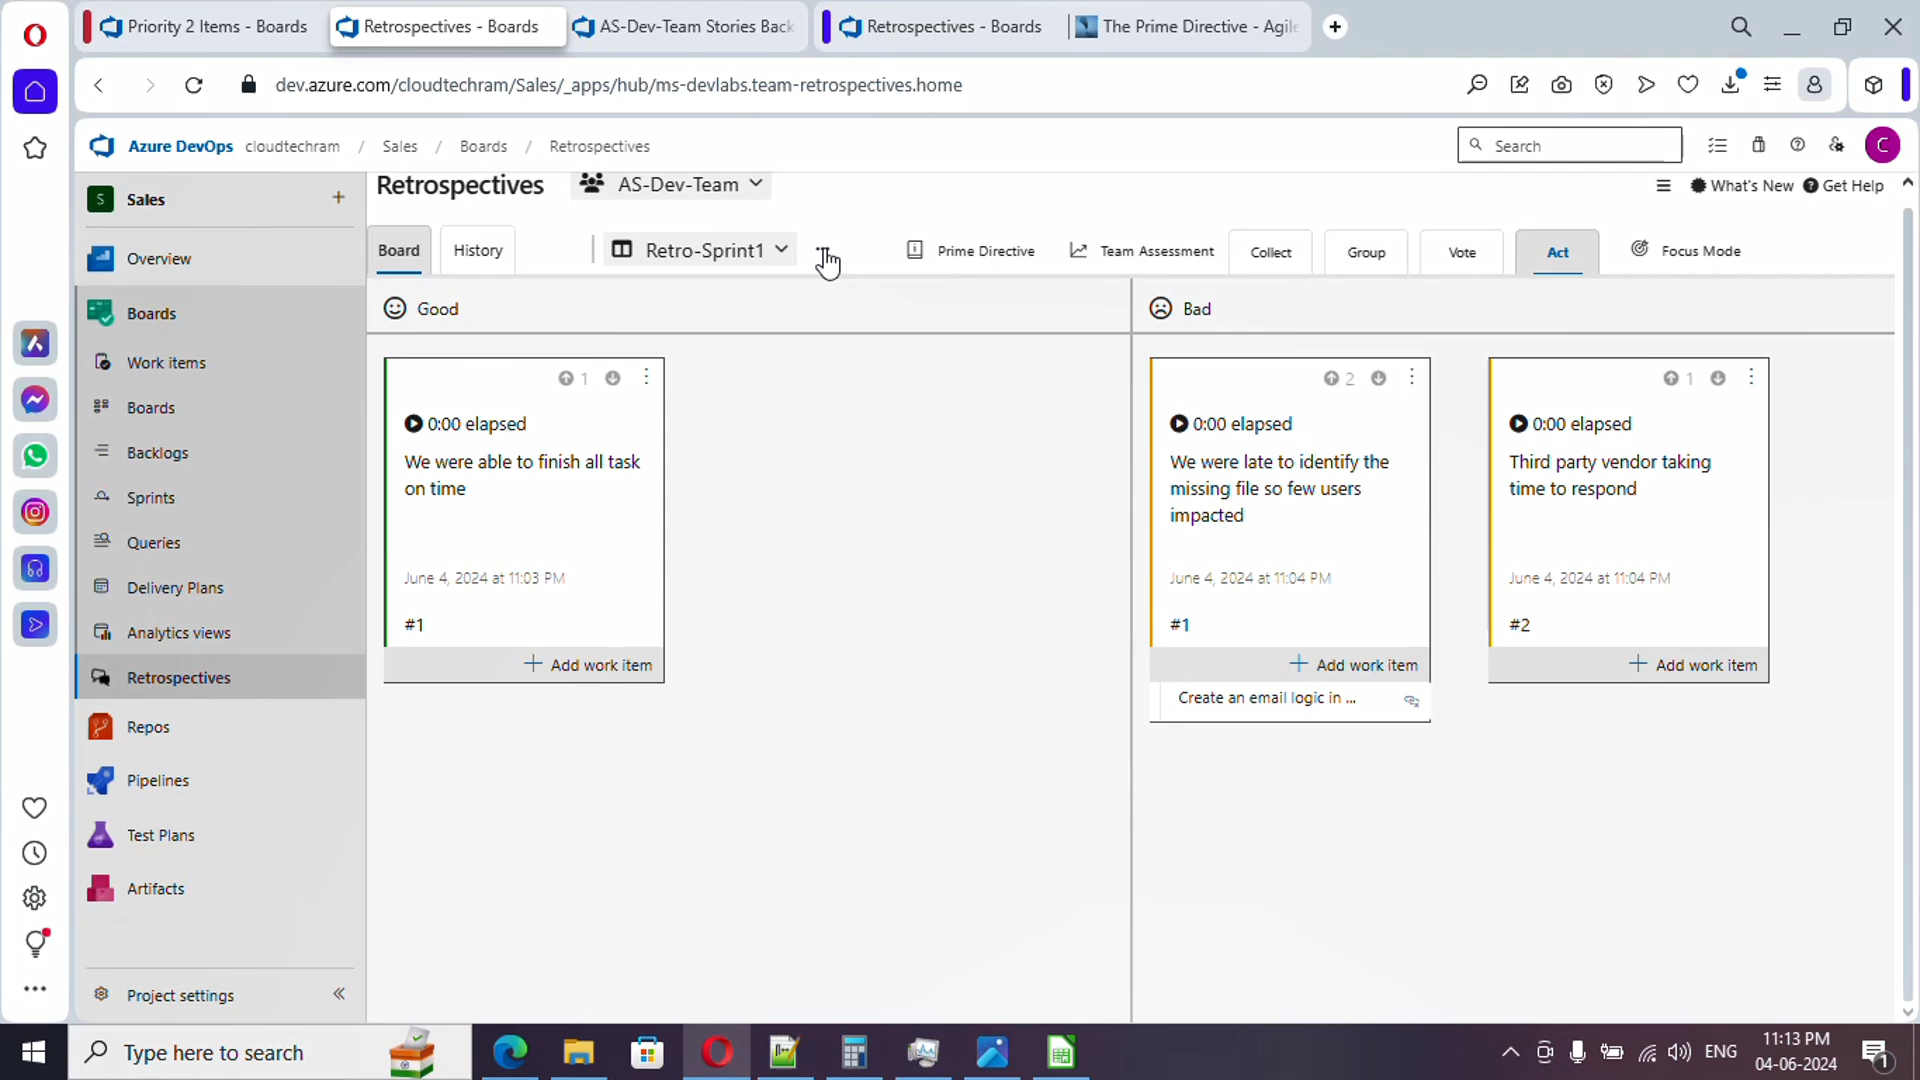 Priority 2 Items - Boards
Retrospectives - Boards
AS-Dev-Team Stories Back
Retrospectives - Boards
The Prime Directive - Agile
dev.azure.com/cloudtechram/Sales/_apps/hub/ms-devlabs.team-retrospectives.home
Azure DevOps cloudtechram / Sales / Boards / Retrospectives
Search
C
S Sales +
Retrospectives
AS-Dev-Team
What's New
Get Help
Board
History
Retro-Sprint1
Prime Directive
Team Assessment
Collect
Group
Vote
Act
Focus Mode
Overview
Boards
Work items
Boards
Backlogs
Sprints
Queries
Delivery Plans
Analytics views
Retrospectives
Repos
Pipelines
Test Plans
Artifacts
Project settings
Good
1
0:00 elapsed
We were able to finish all task
on time
June 4, 2024 at 11:03 PM
#1
+ Add work item
Bad
2
0:00 elapsed
We were late to identify the
missing file so few users
impacted
June 4, 2024 at 11:04 PM
#1
+ Add work item
Create an email logic in ...
1
0:00 elapsed
Third party vendor taking
time to respond
June 4, 2024 at 11:04 PM
#2
+ Add work item
Type here to search
ENG
11:13 PM
04-06-2024
1